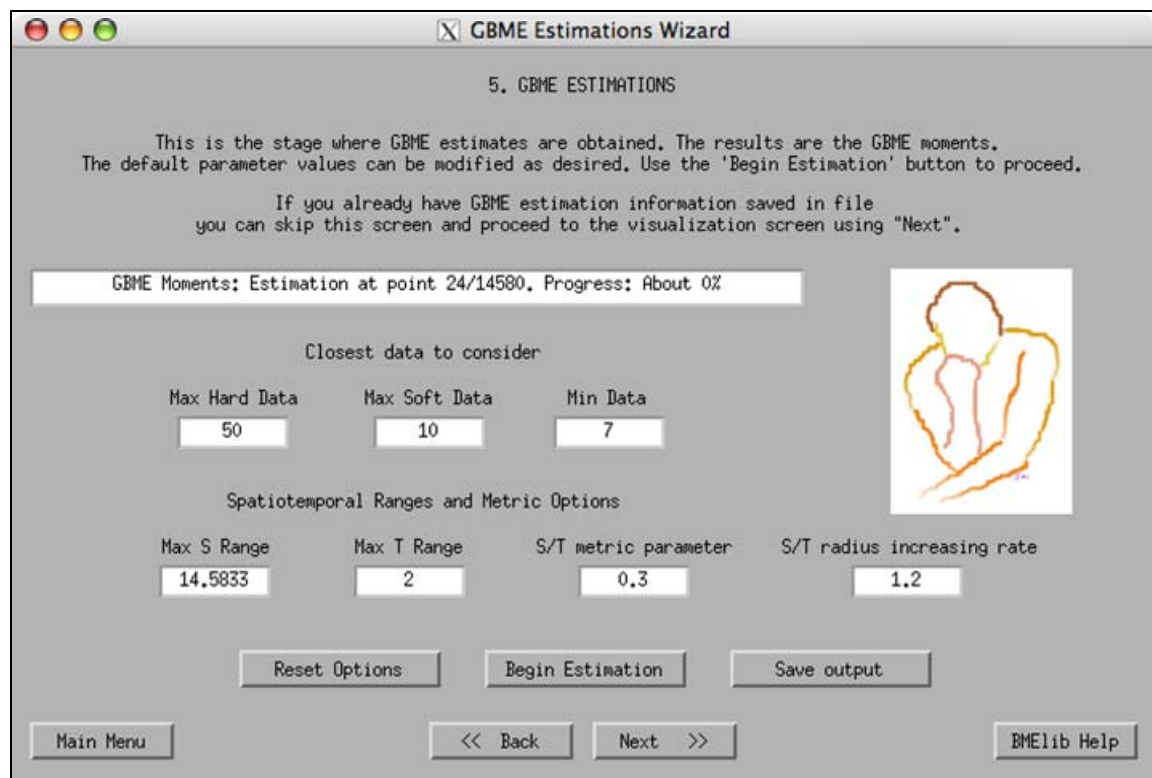 X GBME Estimations Wizard
5. GBME ESTIMATIONS
This is the stage where GBME estimates are obtained. The results are the GBME moments.
The default parameter values can be modified as desired. Use the 'Begin Estimation' button to proceed.
If you already have GBME estimation information saved in file
you can skip this screen and proceed to the visualization screen using "Next".
GBME Moments: Estimation at point 24/14580. Progress: About 0%
Closest data to consider
Max Hard Data Max Soft Data Min Data
50 10 7
Spatiotemporal Ranges and Metric Options
Max S Range Max T Range S/T metric parameter S/T radius increasing rate
14.5833 2 0.3 1.2
Reset Options Begin Estimation Save output
Main Menu << Back Next >> BMElib Help